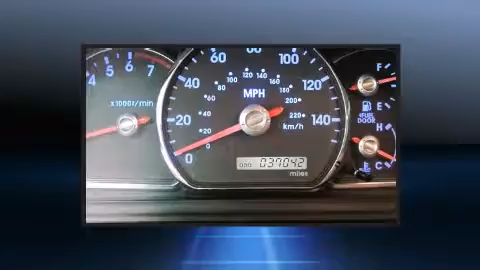 4 5 6 7
x1000r/min
0 20 40 60 80 100 120 140
MPH
20 40 60 80 100 120 140 160 180 200 220
km/h
ODO 037042
miles
F
E
◄FUEL DOOR
H
C